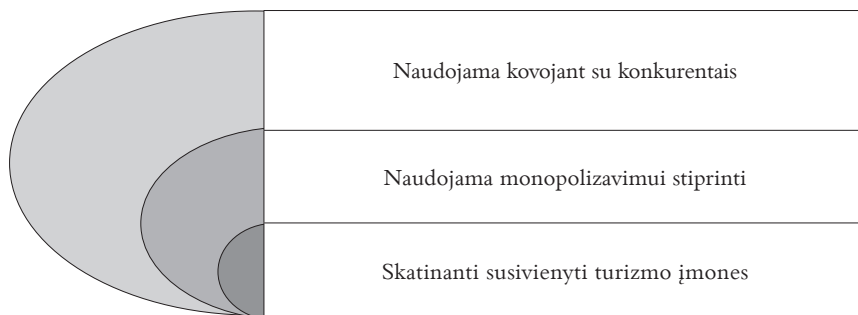 Naudojama kovojant su konkurentais
Naudojama monopolizavimui stiprinti
Skatinanti susivienyti turizmo įmones